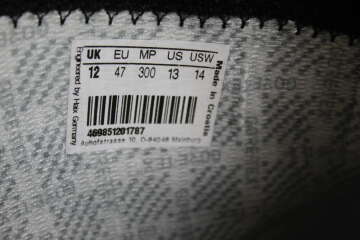 UK EU MP US USW
12 47 300 13 14
Made in Croatia
Engineered by Haix Germany
469851201787
Auhofstrasse 10, D-84048 Mainburg